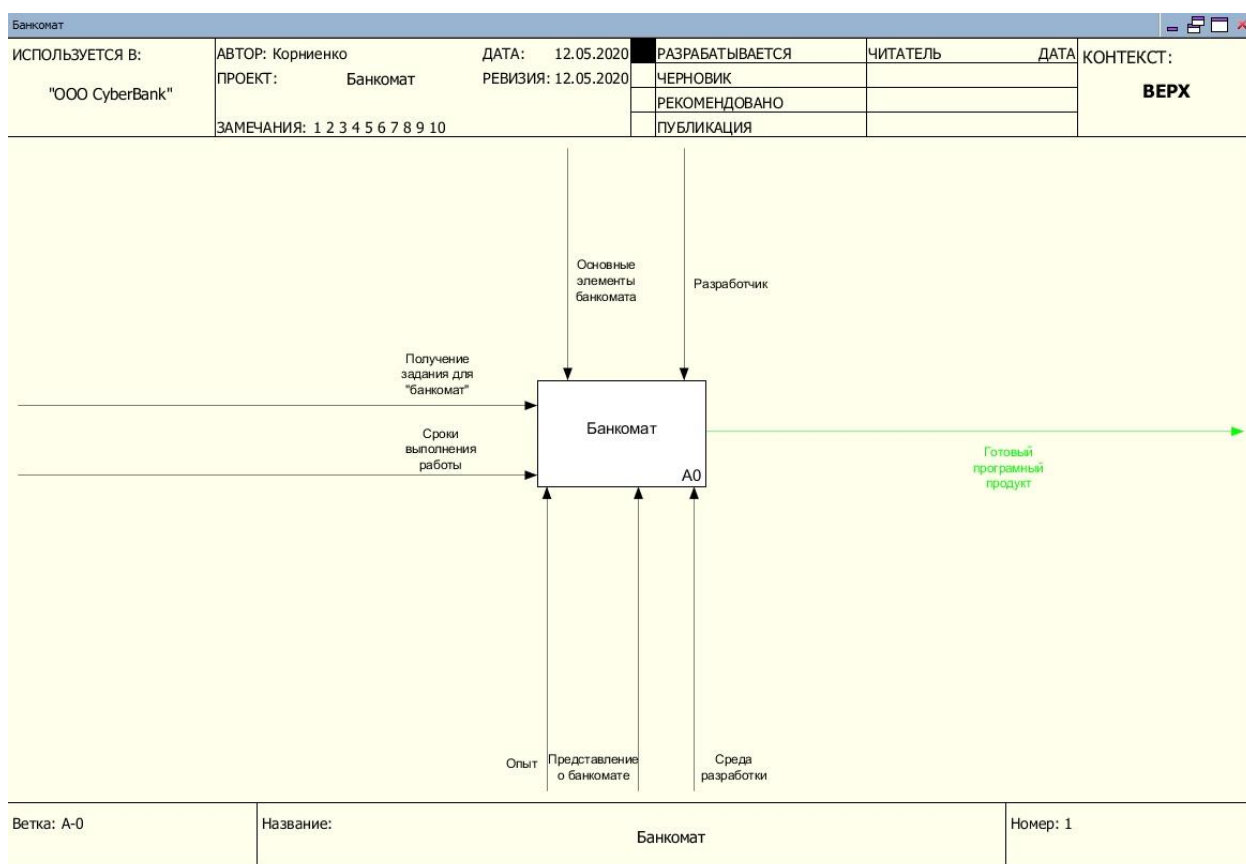 Банкомат
ИСПОЛЬЗУЕТСЯ В:
"ООО CyberBank"
АВТОР: Корниенко
ДАТА: 12.05.2020
ПРОЕКТ: Банкомат
РЕВИЗИЯ: 12.05.2020
ЗАМЕЧАНИЯ: 1 2 3 4 5 6 7 8 9 10
РАЗРАБАТЫВАЕТСЯ
ЧЕРНОВИК
РЕКОМЕНДОВАНО
ПУБЛИКАЦИЯ
ЧИТАТЕЛЬ
ДАТА
КОНТЕКСТ:
ВЕРХ
Основные
элементы
банкомата
Разработчик
Получение
задания для
"банкомат"
Сроки
выполнения
работы
Банкомат
A0
Готовый
програмный
продукт
Опыт
Представление
о банкомате
Среда
разработки
Ветка: A-0
Название:
Банкомат
Номер: 1